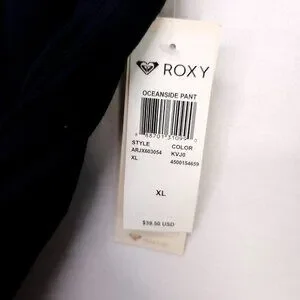 ROXY
OCEANSIDE PANT
STYLE COLOR
ARJX603054 KVJ0
XL 4500154659
XL
$39.50 USD